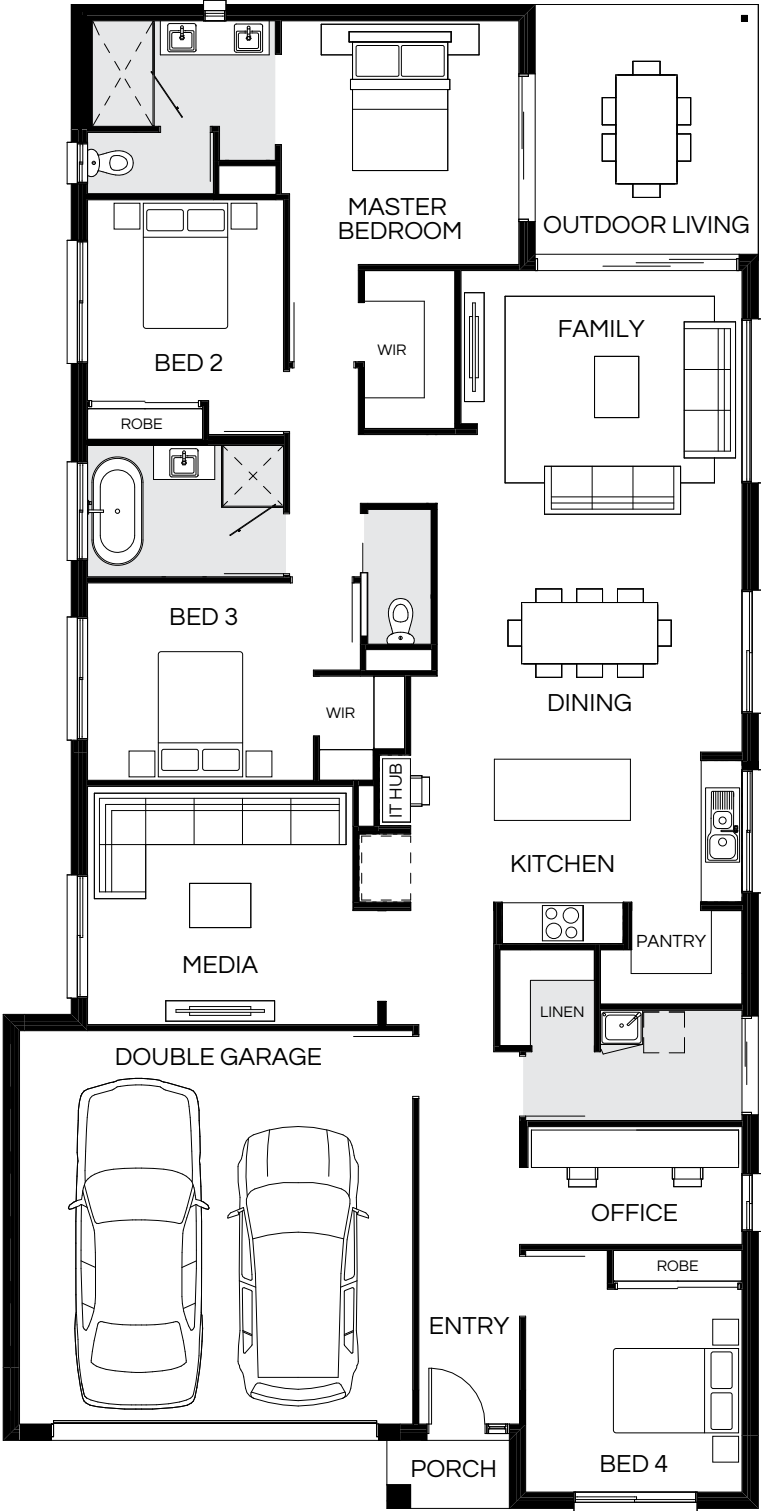 MASTER
BEDROOM
OUTDOOR LIVING
FAMILY
WIR
BED 2
ROBE
BED 3
DINING
WIR
IT HUB
KITCHEN
PANTRY
MEDIA
LINEN
DOUBLE GARAGE
OFFICE
ROBE
ENTRY
BED 4
PORCH